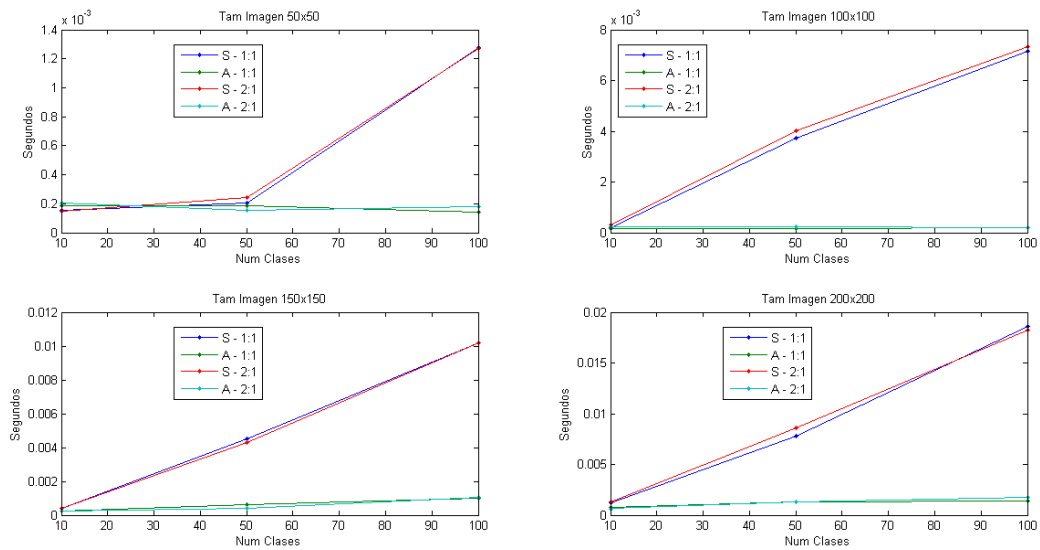 Tam Imagen 50x50
x 10-3
1.4
1.2
1
0.8
0.6
0.4
0.2
0
Segundos
S - 1:1
A - 1:1
S - 2:1
A - 2:1
10 20 30 40 50 60 70 80 90 100
Num Clases
Tam Imagen 100x100
x 10-3
8
6
4
2
0
Segundos
S - 1:1
A - 1:1
S - 2:1
A - 2:1
10 20 30 40 50 60 70 80 90 100
Num Clases
Tam Imagen 150x150
0.012
0.01
0.008
0.006
0.004
0.002
0
Segundos
S - 1:1
A - 1:1
S - 2:1
A - 2:1
10 20 30 40 50 60 70 80 90 100
Num Clases
Tam Imagen 200x200
0.02
0.015
0.01
0.005
0
Segundos
S - 1:1
A - 1:1
S - 2:1
A - 2:1
10 20 30 40 50 60 70 80 90 100
Num Clases